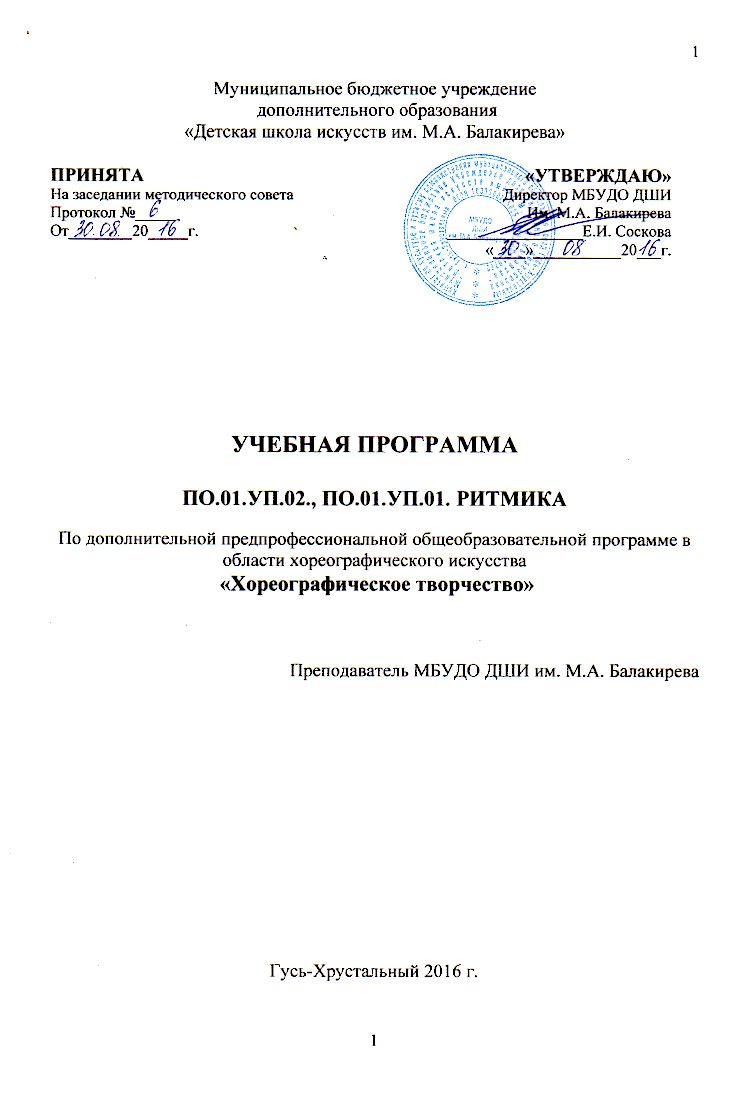 1
Муниципальное бюджетное учреждение
дополнительного образования
«Детская школа искусств им. М.А. Балакирева»
ПРИНЯТА
На заседании методического совета
Протокол № 6
От 30.08. 20 16 г.
«УТВЕРЖДАЮ»
Директор МБУДО ДШИ
Им. М.А. Балакирева
Е.И. Соскова
« 30 » 08 20 16 г.
МБУДО
ДШИ
УЧЕБНАЯ ПРОГРАММА
ПО.01.УП.02., ПО.01.УП.01. РИТМИКА
По дополнительной предпрофессиональной общеобразовательной программе в
области хореографического искусства
«Хореографическое творчество»
Преподаватель МБУДО ДШИ им. М.А. Балакирева
Гусь-Хрустальный 2016 г.
1